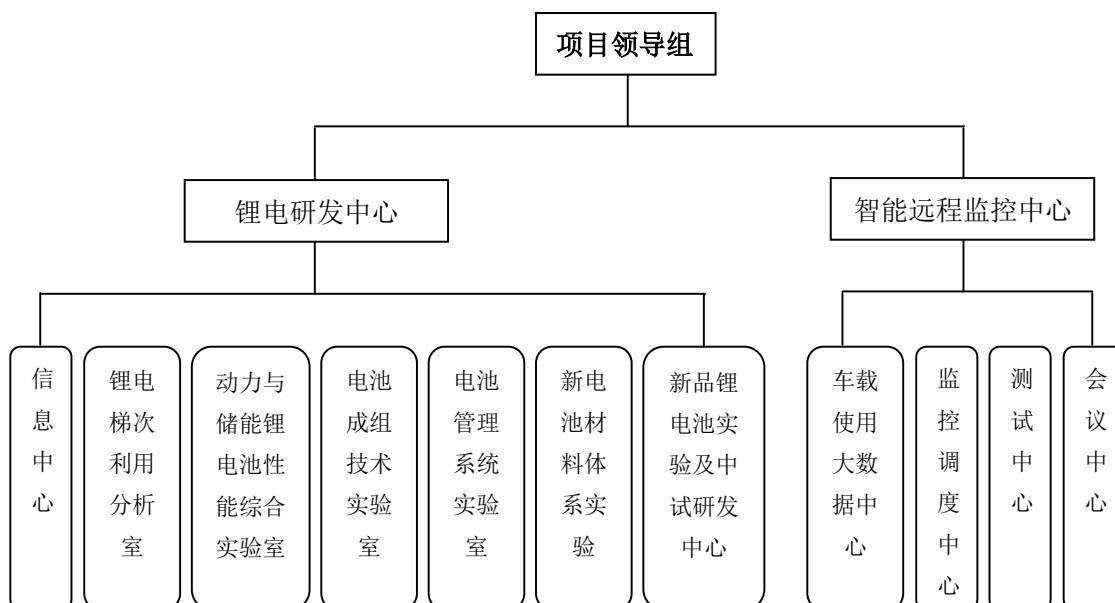 项目领导组
锂电研发中心
智能远程监控中心
信
息
中
心
锂电
梯次
利用
分析
室
动力与
储能锂
电池性
能综合
实验室
电池
成组
技术
实验
室
电池
管理
系统
实验
室
新电
池材
料体
系实
验
新品锂
电池实
验及中
试研发
中心
车载
使用
大数
据中
心
监
控
调
度
中
心
测
试
中
心
会
议
中
心